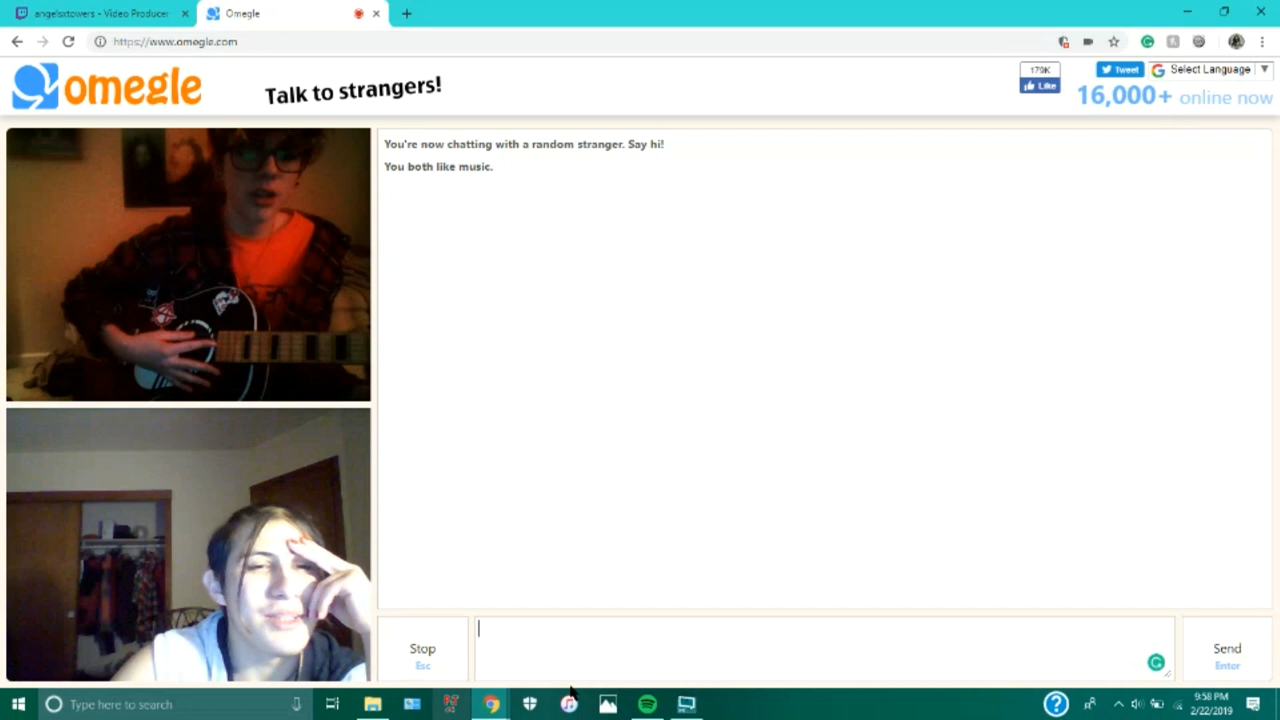 angelsxtowers - Video Producer
Omegle
https://www.omegle.com
omegle
Talk to strangers!
179K
Like
Tweet
Select Language
16,000+ online now
You're now chatting with a random stranger. Say hi!
You both like music.
Stop
Esc
Send
Enter
Type here to search
9:58 PM
2/22/2019